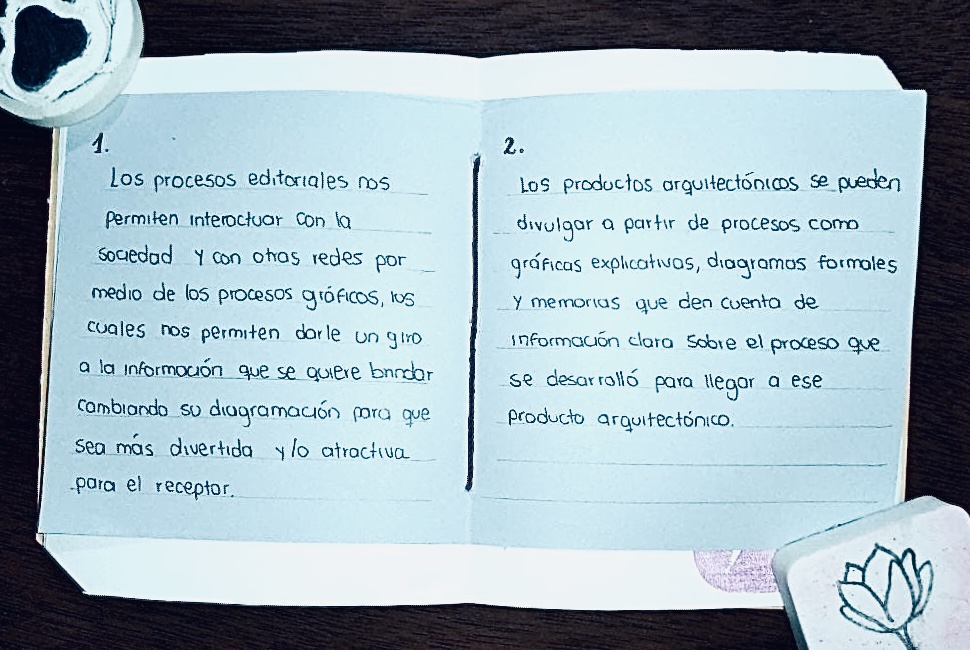 1.
Los procesos editoriales nos
permiten interactuar con la
sociedad y con otras redes por
medio de los procesos gráficos, los
cuales nos permiten darle un giro
a la información que se quiere brindar
cambiando su diagramación para que
sea más divertida y/o atractiva
para el receptor.
2.
Los productos arquitectónicos se pueden
divulgar a partir de procesos como
gráficas explicativas, diagramas formales
y memorias que den cuenta de
información clara sobre el proceso que
se desarrolló para llegar a ese
producto arquitectónico.